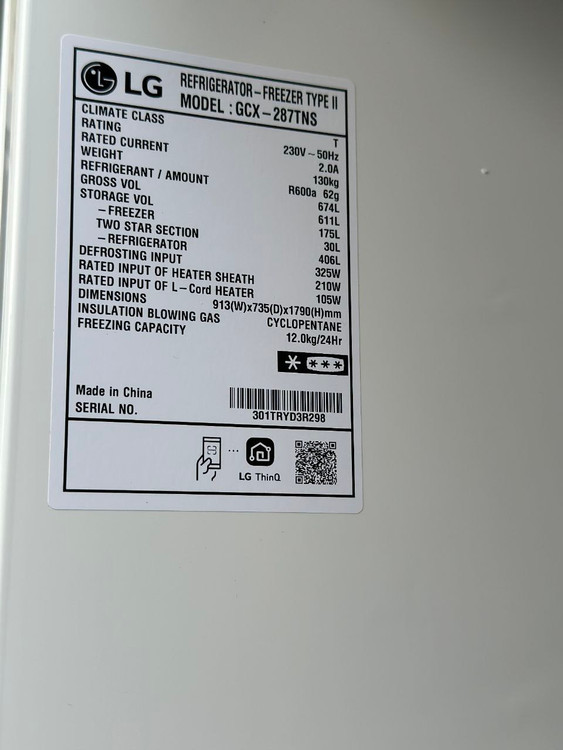 LG REFRIGERATOR-FREEZER TYPE II
MODEL : GCX-287TNS
CLIMATE CLASS T
RATING 230V~50Hz
RATED CURRENT 2.0A
WEIGHT 130kg
REFRIGERANT / AMOUNT R600a 62g
GROSS VOL 674L
STORAGE VOL 611L
-FREEZER 175L
TWO STAR SECTION 30L
-REFRIGERATOR 406L
DEFROSTING INPUT 325W
RATED INPUT OF HEATER SHEATH 210W
RATED INPUT OF L-Cord HEATER 105W
DIMENSIONS 913(W)x735(D)x1790(H)mm
INSULATION BLOWING GAS CYCLOPENTANE
FREEZING CAPACITY 12.0kg/24Hr
Made in China
SERIAL NO. 301TRYD3R298
LG ThinQ